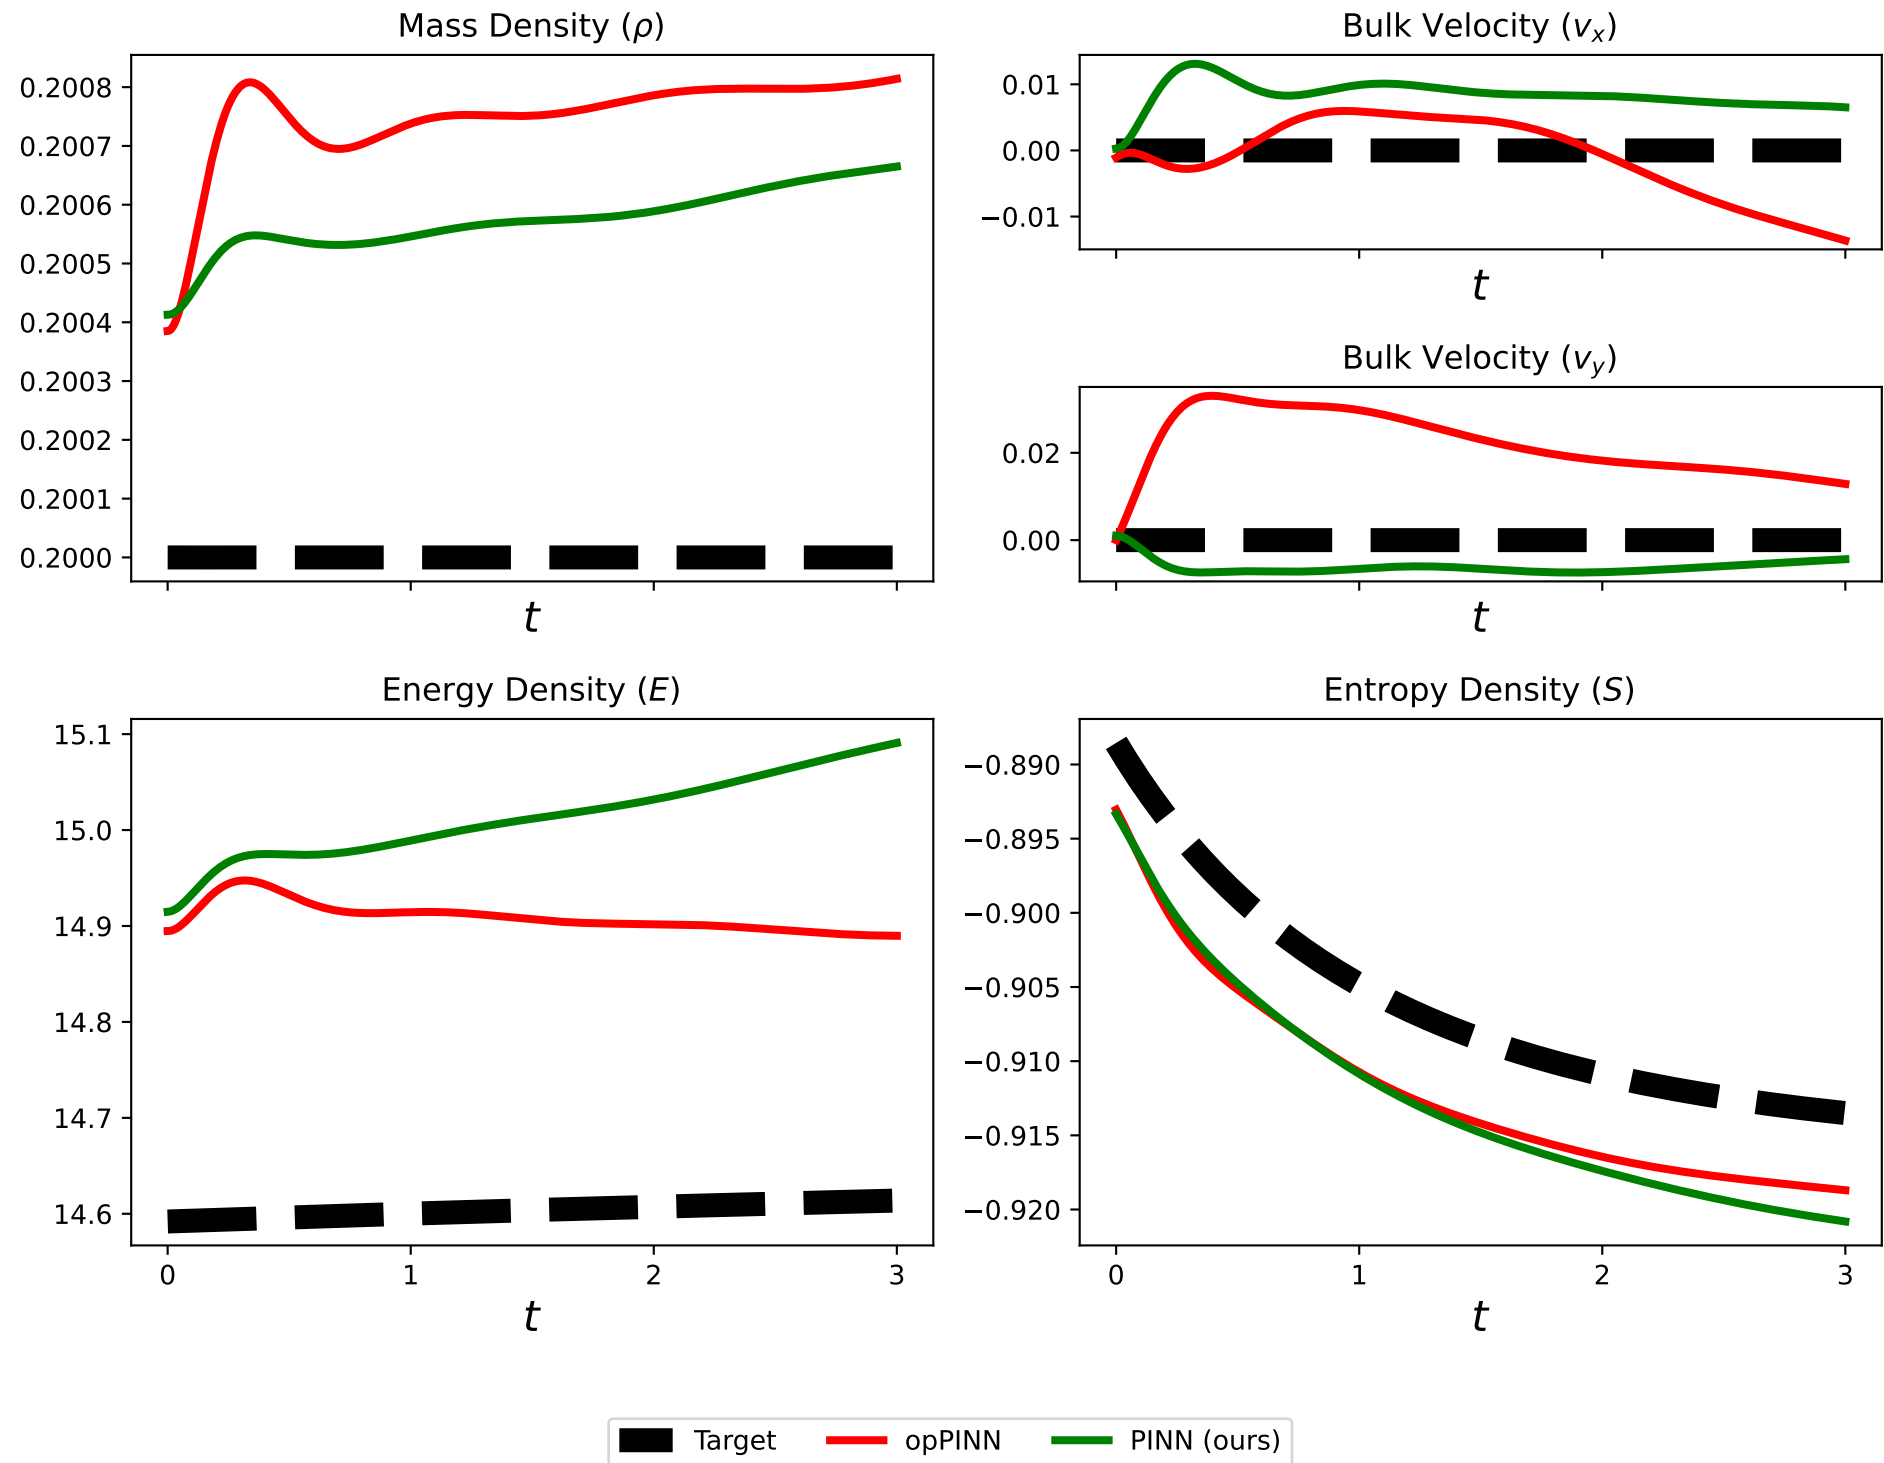 Mass Density (ρ)
0.2008
0.2007
0.2006
0.2005
0.2004
0.2003
0.2002
0.2001
0.2000
t
Bulk Velocity (vₓ)
0.01
0.00
−0.01
t
Bulk Velocity (v_y)
0.02
0.00
t
Energy Density (E)
15.1
15.0
14.9
14.8
14.7
14.6
0 1 2 3
t
Entropy Density (S)
−0.890
−0.895
−0.900
−0.905
−0.910
−0.915
−0.920
0 1 2 3
t
Target opPINN PINN (ours)